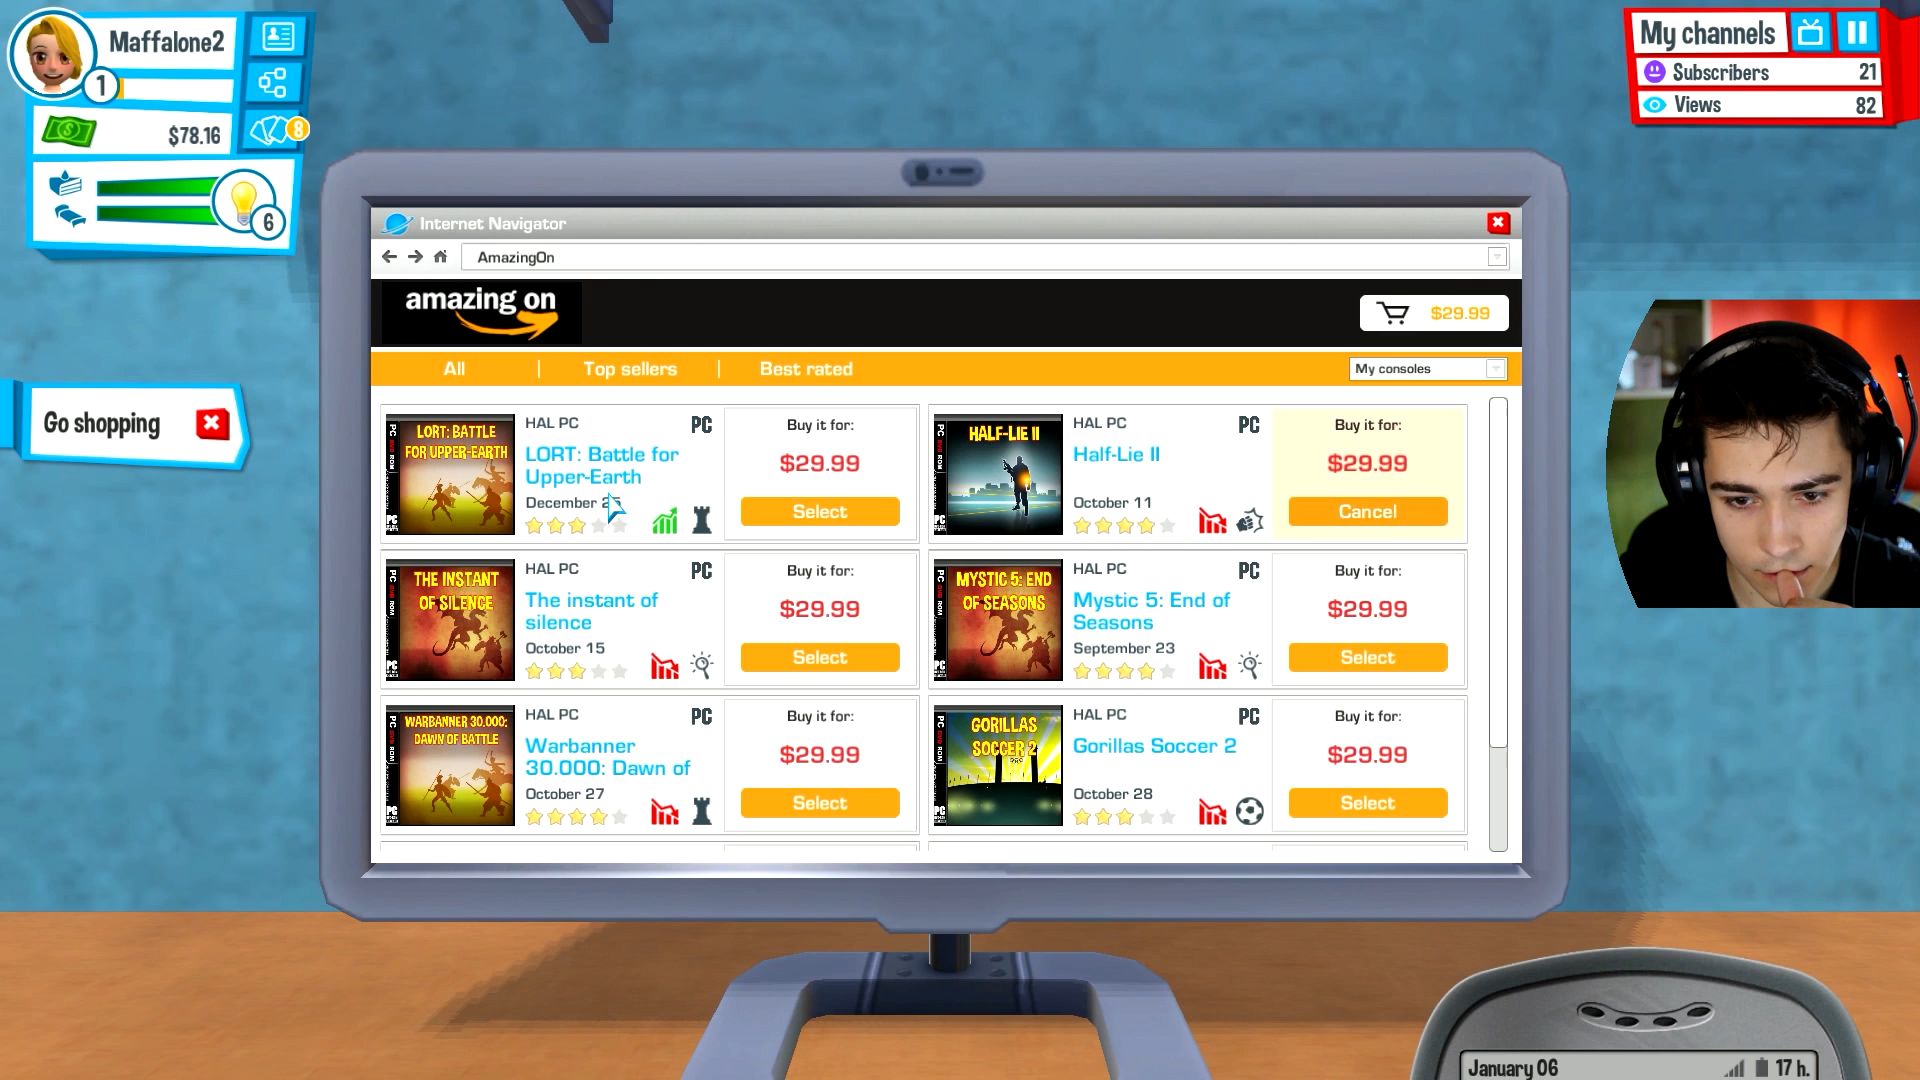 Maffalone2
1
$78.16
8
6
My channels
Subscribers 21
Views 82
Go shopping
Internet Navigator
AmazingOn
amazing on
$29.99
All | Top sellers | Best rated
My consoles
LORT: BATTLE
FOR UPPER-EARTH
HAL PC
PC
LORT: Battle for
Upper-Earth
December 25
Buy it for:
$29.99
Select
HALF-LIE II
HAL PC
PC
Half-Lie II
October 11
Buy it for:
$29.99
Cancel
THE INSTANT
OF SILENCE
HAL PC
PC
The instant of
silence
October 15
Buy it for:
$29.99
Select
MYSTIC 5: END
OF SEASONS
HAL PC
PC
Mystic 5: End of
Seasons
September 23
Buy it for:
$29.99
Select
WARBANNER 30.000:
DAWN OF BATTLE
HAL PC
PC
Warbanner
30.000: Dawn of
October 27
Buy it for:
$29.99
Select
GORILLAS
SOCCER 2
HAL PC
PC
Gorillas Soccer 2
October 28
Buy it for:
$29.99
Select
January 06
17 h.